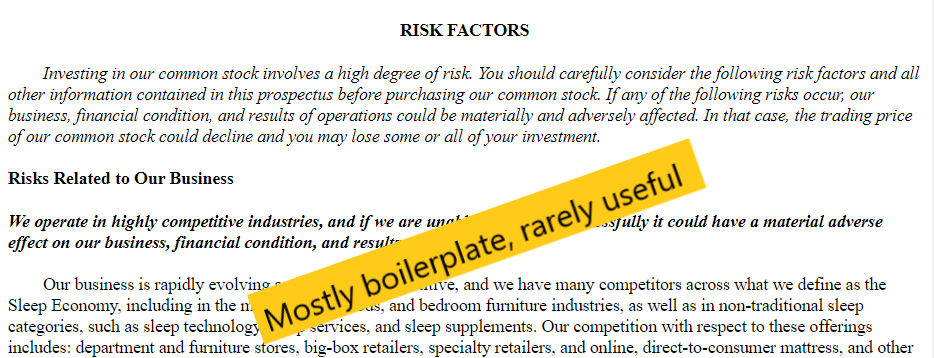 RISK FACTORS
Investing in our common stock involves a high degree of risk. You should carefully consider the following risk factors and all
other information contained in this prospectus before purchasing our common stock. If any of the following risks occur, our
business, financial condition, and results of operations could be materially and adversely affected. In that case, the trading price
of our common stock could decline and you may lose some or all of your investment.
Risks Related to Our Business
We operate in highly competitive industries, and if we are it could have a material adverse
effect on our business, financial condition, and
Mostly boilerplate, rarely useful
Our business is rapidly evolving and we have many competitors across what we define as the
Sleep Economy, including in the and bedroom furniture industries, as well as in non-traditional sleep
categories, such as sleep technology services, and sleep supplements. Our competition with respect to these offerings
includes: department and furniture stores, big-box retailers, specialty retailers, and online, direct-to-consumer mattress, and other